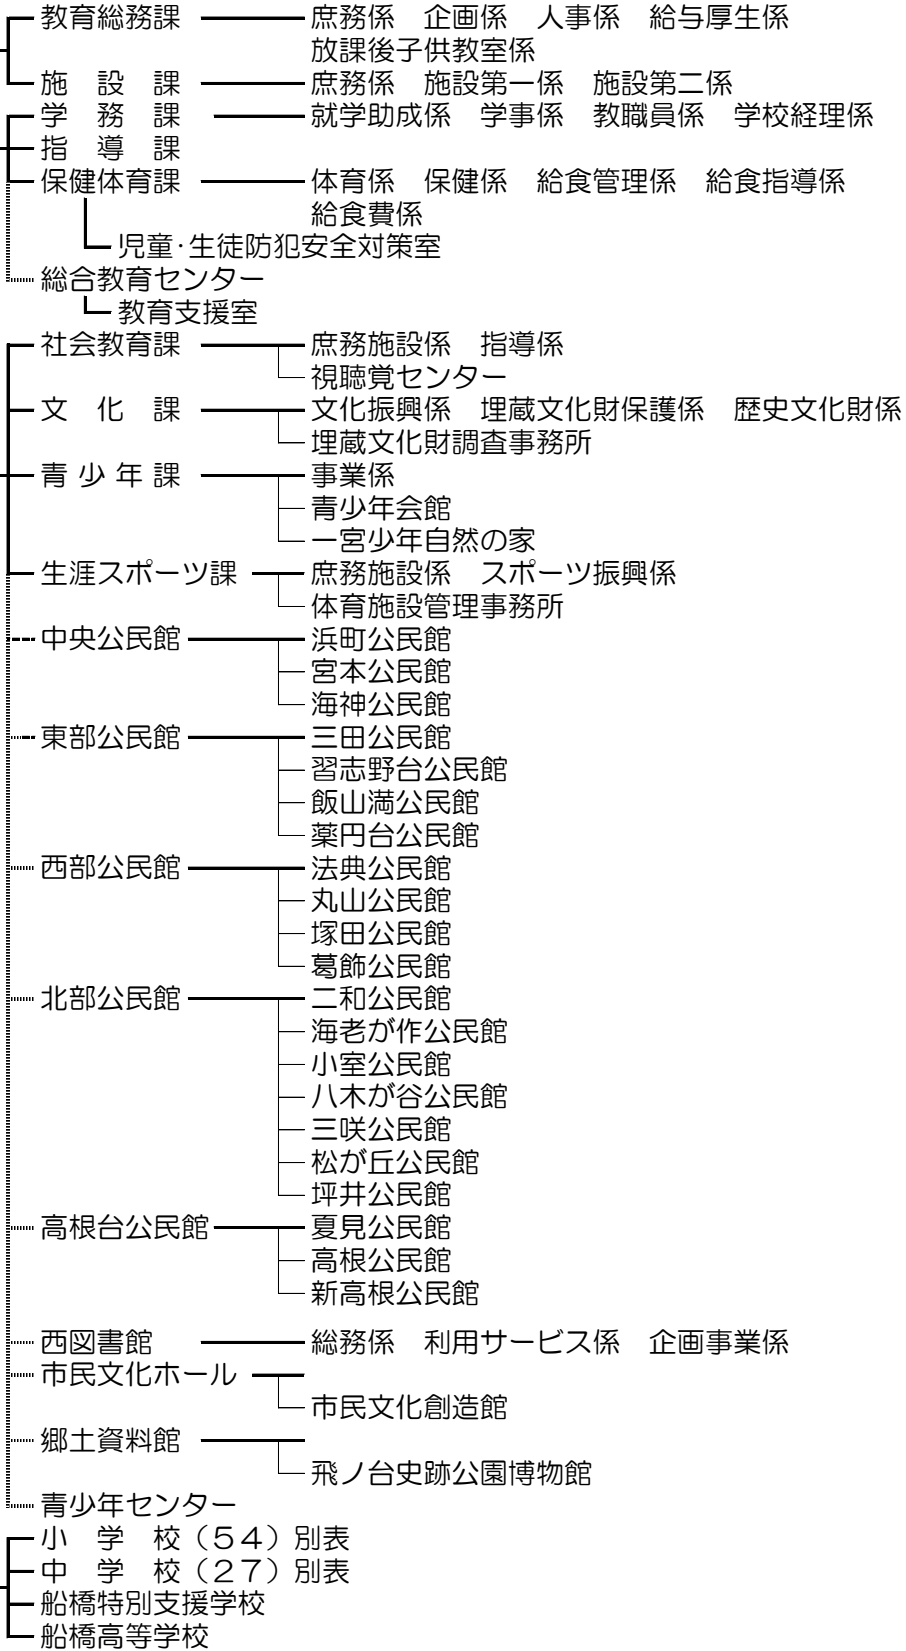 教育総務課 庶務係 企画係 人事係 給与厚生係
放課後子供教室係
施設課 庶務係 施設第一係 施設第二係
学務課 就学助成係 学事係 教職員係 学校経理係
指導課
保健体育課 体育係 保健係 給食管理係 給食指導係
給食費係
児童・生徒防犯安全対策室
総合教育センター
教育支援室
社会教育課 庶務施設係 指導係
視聴覚センター
文化課 文化振興係 埋蔵文化財保護係 歴史文化財係
埋蔵文化財調査事務所
青少年課 事業係
青少年会館
一宮少年自然の家
生涯スポーツ課 庶務施設係 スポーツ振興係
体育施設管理事務所
中央公民館 浜町公民館
宮本公民館
海神公民館
東部公民館 三田公民館
習志野台公民館
飯山満公民館
薬円台公民館
西部公民館 法典公民館
丸山公民館
塚田公民館
葛飾公民館
北部公民館 二和公民館
海老が作公民館
小室公民館
八木が谷公民館
三咲公民館
松が丘公民館
坪井公民館
高根台公民館 夏見公民館
高根公民館
新高根公民館
西図書館 総務係 利用サービス係 企画事業係
市民文化ホール
市民文化創造館
郷土資料館
飛ノ台史跡公園博物館
青少年センター
小学校（５４）別表
中学校（２７）別表
船橋特別支援学校
船橋高等学校